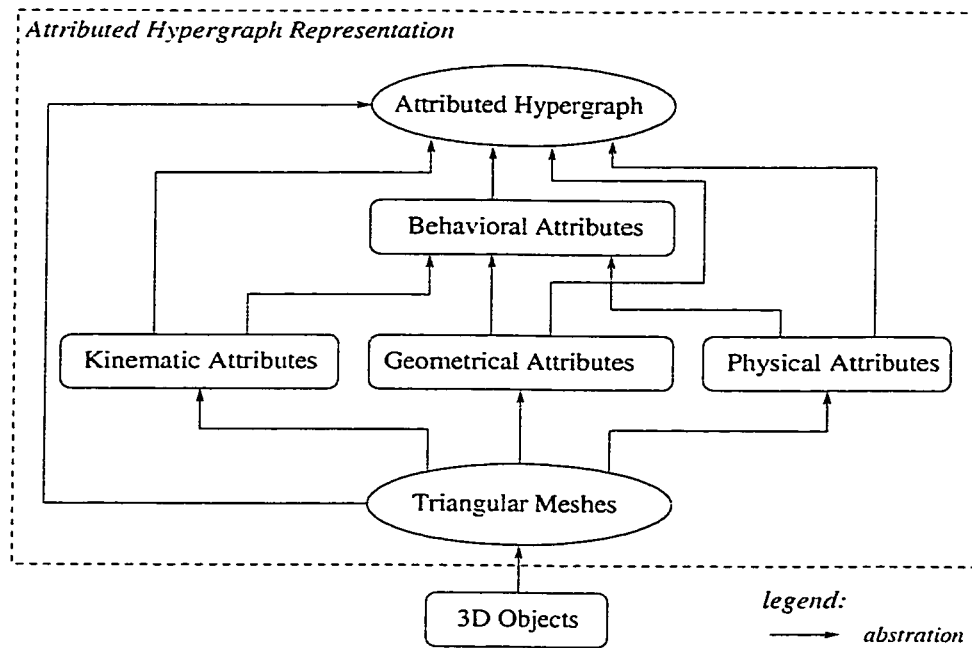 Attributed Hypergraph Representation
Attributed Hypergraph
Behavioral Attributes
Kinematic Attributes
Geometrical Attributes
Physical Attributes
Triangular Meshes
3D Objects
legend:
abstration